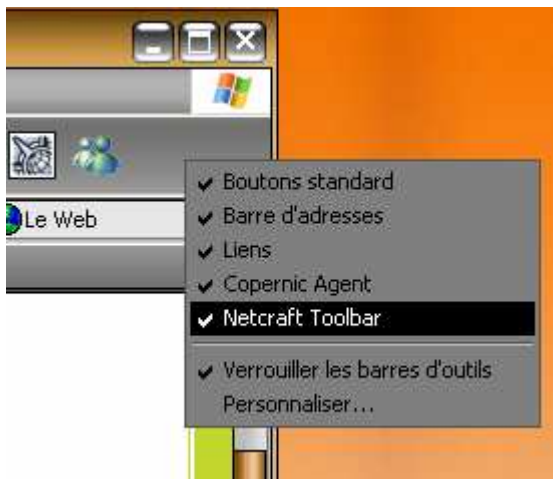 Le Web
Boutons standard
Barre d'adresses
Liens
Copernic Agent
Netcraft Toolbar
Verrouiller les barres d'outils
Personnaliser...